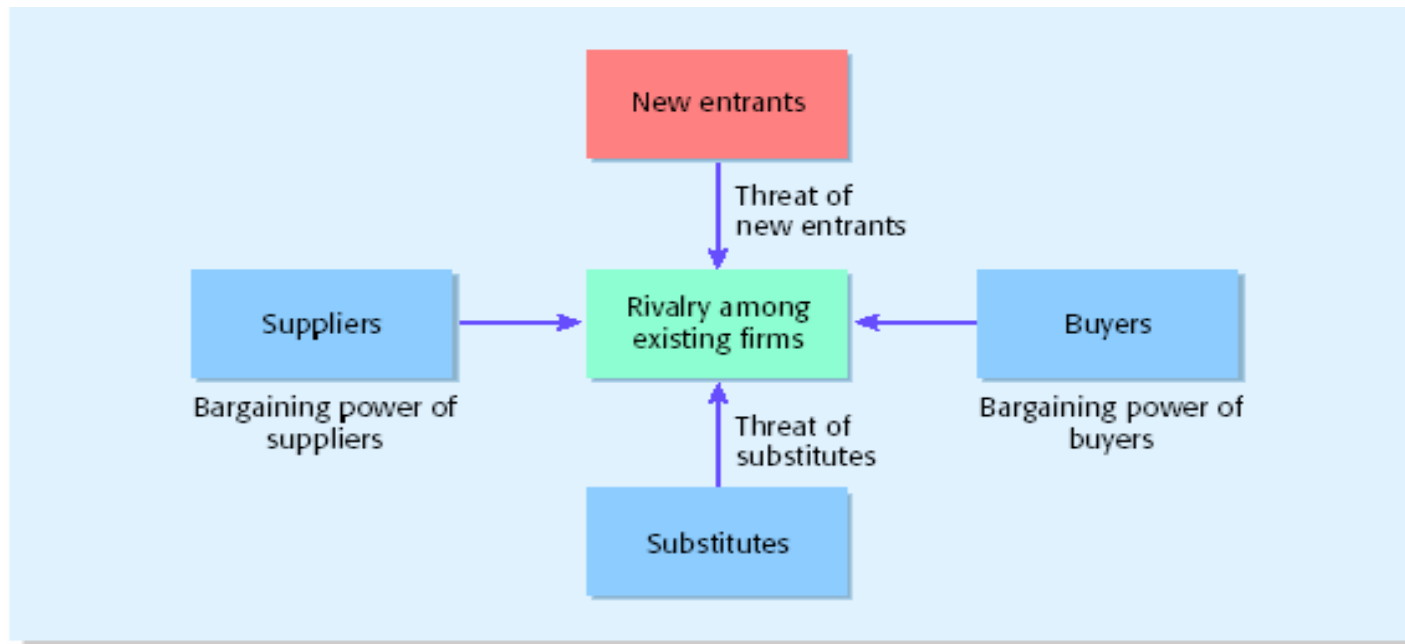 New entrants
Threat of
new entrants
Suppliers
Rivalry among
existing firms
Buyers
Bargaining power of
suppliers
Threat of
substitutes
Bargaining power of
buyers
Substitutes